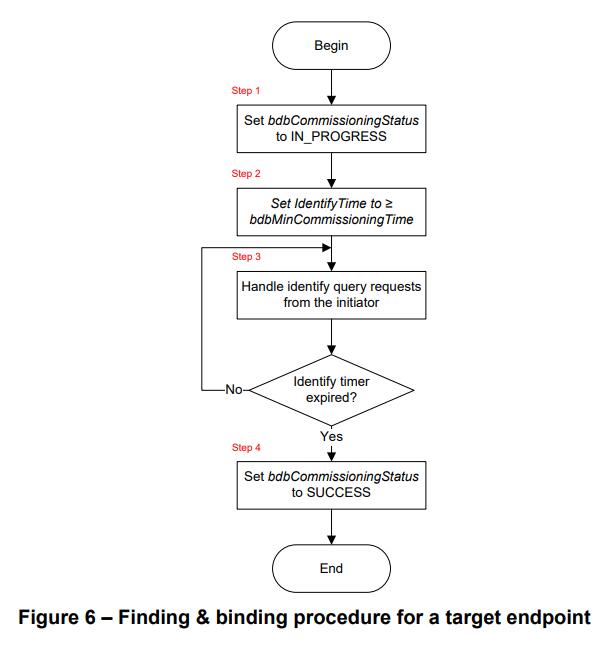 Begin
Step 1
Set bdbCommissioningStatus
to IN_PROGRESS
Step 2
Set IdentifyTime to ≥
bdbMinCommissioningTime
Step 3
Handle identify query requests
from the initiator
Identify timer
expired?
No
Yes
Step 4
Set bdbCommissioningStatus
to SUCCESS
End
Figure 6 – Finding & binding procedure for a target endpoint